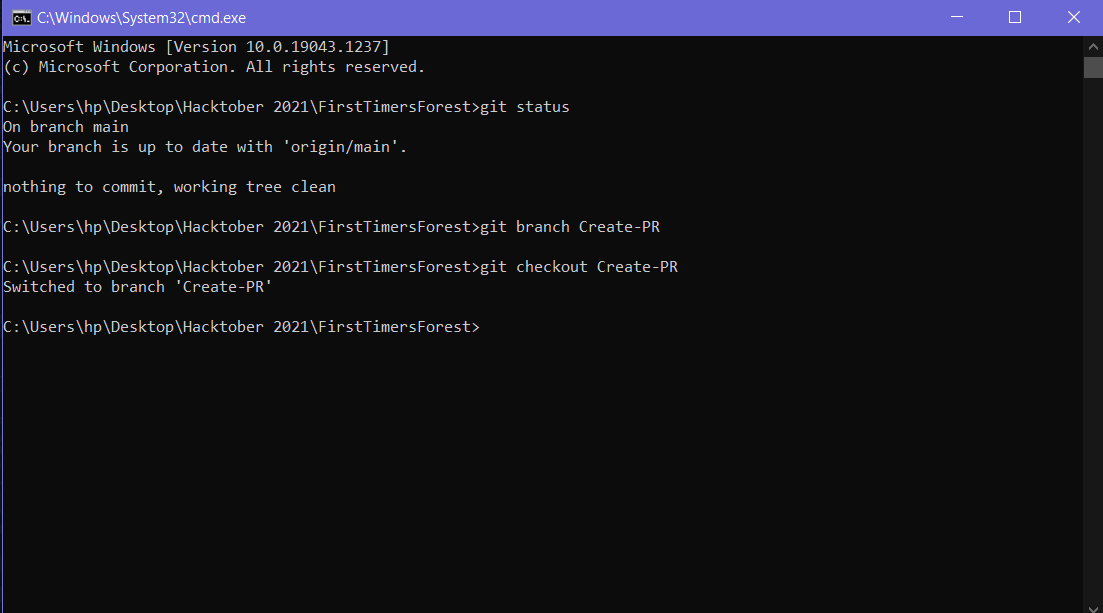 C:\Windows\System32\cmd.exe
Microsoft Windows [Version 10.0.19043.1237]
(c) Microsoft Corporation. All rights reserved.
C:\Users\hp\Desktop\Hacktober 2021\FirstTimersForest>git status
On branch main
Your branch is up to date with 'origin/main'.
nothing to commit, working tree clean
C:\Users\hp\Desktop\Hacktober 2021\FirstTimersForest>git branch Create-PR
C:\Users\hp\Desktop\Hacktober 2021\FirstTimersForest>git checkout Create-PR
Switched to branch 'Create-PR'
C:\Users\hp\Desktop\Hacktober 2021\FirstTimersForest>